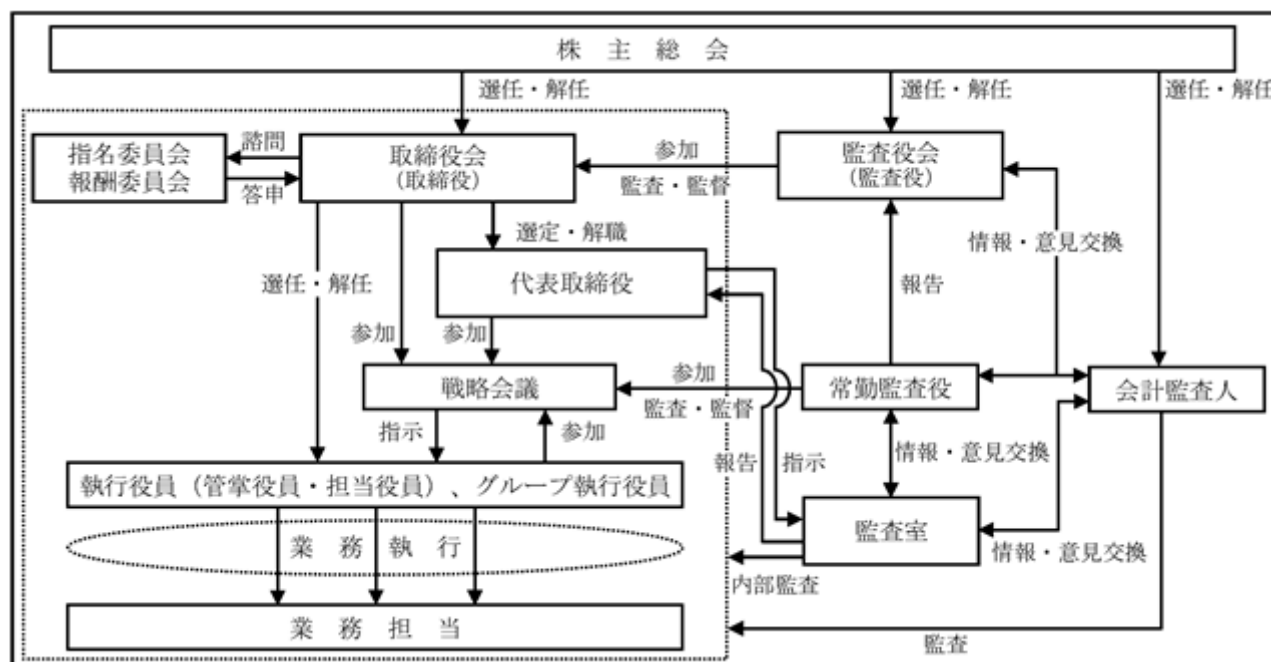 株主総会
選任・解任
選任・解任
選任・解任
指名委員会
報酬委員会
諮問
答申
取締役会
(取締役)
参加
監査・監督
監査役会
(監査役)
選定・解職
情報・意見交換
選任・解任
代表取締役
報告
参加
参加
戦略会議
参加
監査・監督
常勤監査役
会計監査人
指示
参加
報告
指示
情報・意見交換
執行役員（管掌役員・担当役員）、グループ執行役員
業務執行
監査室
情報・意見交換
内部監査
業務担当
監査